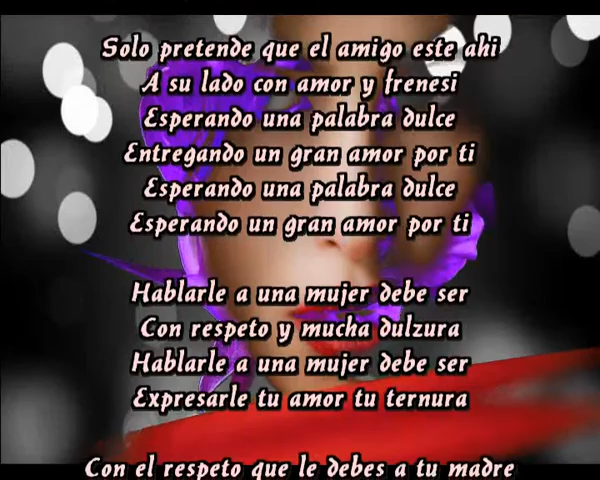 Solo pretende que el amigo este ahi
A su lado con amor y frenesi
Esperando una palabra dulce
Entregando un gran amor por ti
Esperando una palabra dulce
Esperando un gran amor por ti
Hablarle a una mujer debe ser
Con respeto y mucha dulzura
Hablarle a una mujer debe ser
Expresarle tu amor tu ternura
Con el respeto que le debes a tu madre